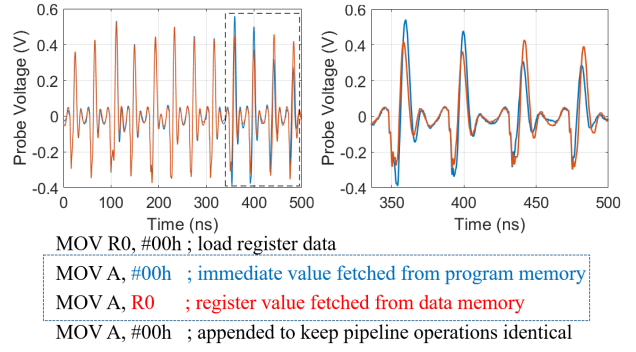 0.6
0.4
0.2
0
-0.2
-0.4
Probe Voltage (V)
0 100 200 300 400 500
Time (ns)
0.6
0.4
0.2
0
-0.2
-0.4
Probe Voltage (V)
350 400 450 500
Time (ns)
MOV R0, #00h ; load register data
MOV A, #00h ; immediate value fetched from program memory
MOV A, R0 ; register value fetched from data memory
MOV A, #00h ; appended to keep pipeline operations identical